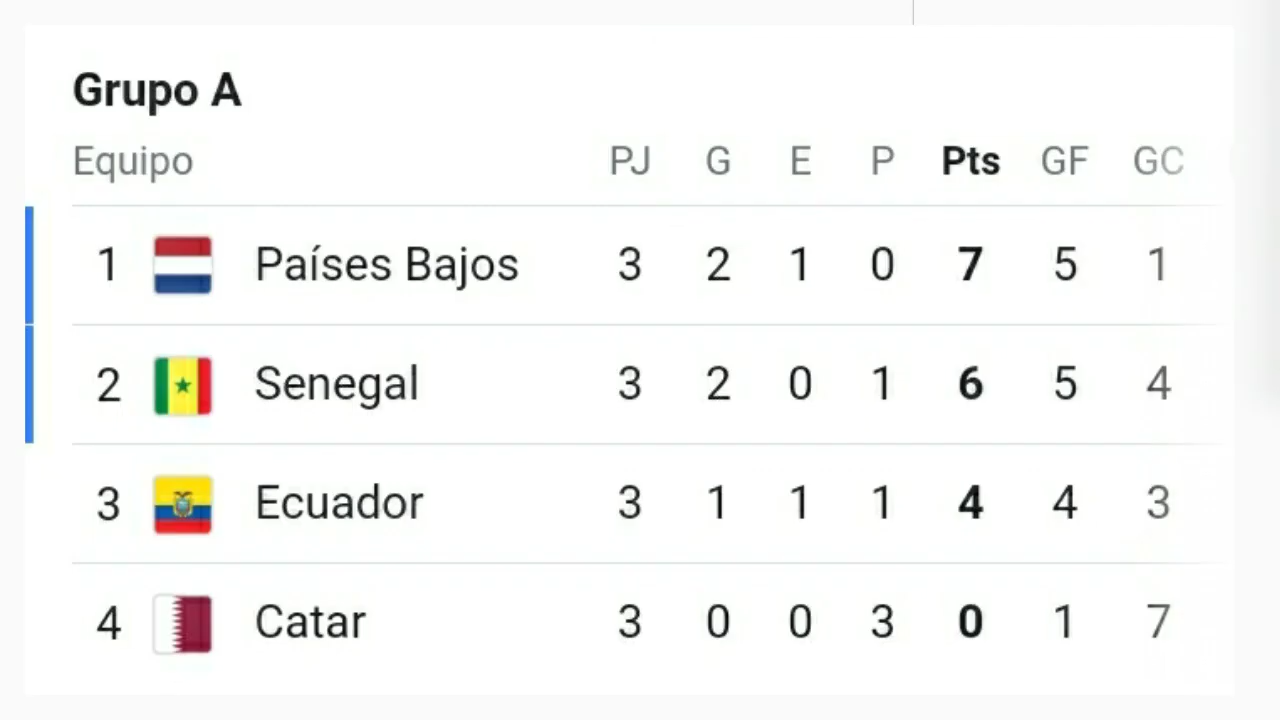 Grupo A
Equipo PJ G E P Pts GF GC
1 Países Bajos 3 2 1 0 7 5 1
2 Senegal 3 2 0 1 6 5 4
3 Ecuador 3 1 1 1 4 4 3
4 Catar 3 0 0 3 0 1 7